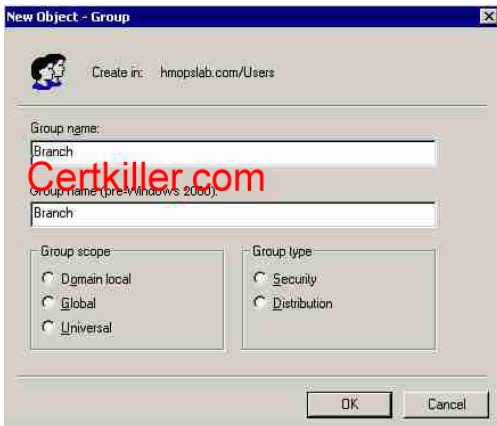 New Object - Group
Create in: hmopslab.com/Users
Group name:
Branch
Certkiller.com
Group name (pre-Windows 2000):
Branch
Group scope
Domain local
Global
Universal
Group type
Security
Distribution
OK
Cancel